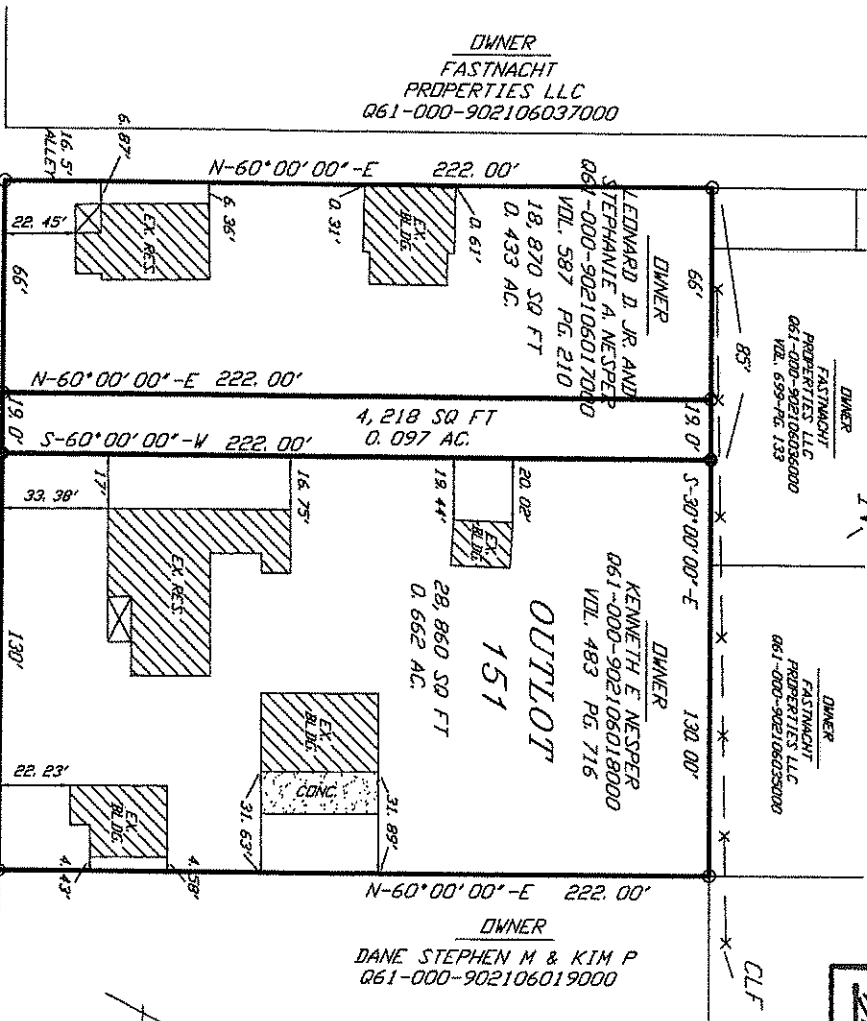 OWNER
FASTNACHT
PROPERTIES LLC
Q61-000-902106037000
16.5'
ALLEY
6.87'
N-60°00'00"-E 222.00'
22.45'
EX. RES.
6.36'
0.31'
EX.
BLDG.
0.61'
66'
OWNER
LEONARD D. JR AND
STEPHANIE A. NESPER
Q61-000-902106017000
VOL. 587 PG. 210
18,870 SQ FT
0.433 AC.
66'
85'
OWNER
FASTNACHT
PROPERTIES LLC
Q61-000-902106036000
VOL. 699-PG. 133
N-60°00'00"-E 222.00'
19.0'
4,218 SQ FT
0.097 AC.
19.0'
S-60°00'00"-W 222.00'
S-30°00'00"-E 130.00'
33.38'
17'
16.75'
EX. RES.
19.44'
20.02'
EX.
BLDG.
OWNER
KENNETH E. NESPER
Q61-000-902106018000
VOL. 483 PG. 716
OUTLOT
151
28,860 SQ FT
0.662 AC.
OWNER
FASTNACHT
PROPERTIES LLC
Q61-000-902106035000
130'
EX.
BLDG.
CONC.
22.23'
EX.
BLDG.
4.43'
4.58'
31.63'
31.89'
N-60°00'00"-E 222.00'
OWNER
DANE STEPHEN M & KIM P
Q61-000-902106019000
CLF